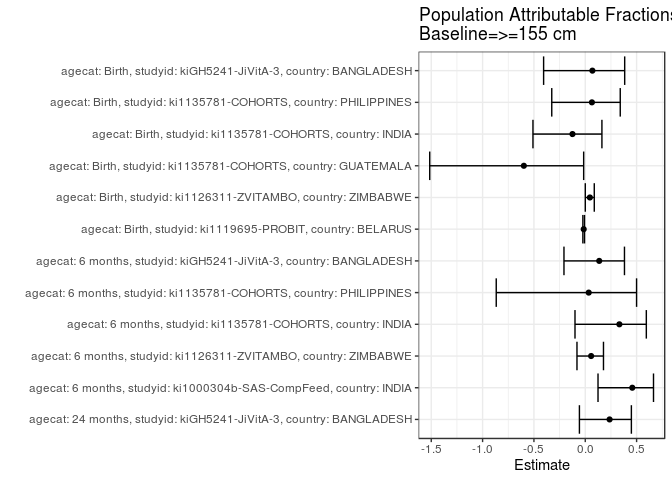 Population Attributable Fractions
Baseline=>=155 cm
agecat: Birth, studyid: kiGH5241-JiVitA-3, country: BANGLADESH
agecat: Birth, studyid: ki1135781-COHORTS, country: PHILIPPINES
agecat: Birth, studyid: ki1135781-COHORTS, country: INDIA
agecat: Birth, studyid: ki1135781-COHORTS, country: GUATEMALA
agecat: Birth, studyid: ki1126311-ZVITAMBO, country: ZIMBABWE
agecat: Birth, studyid: ki1119695-PROBIT, country: BELARUS
agecat: 6 months, studyid: kiGH5241-JiVitA-3, country: BANGLADESH
agecat: 6 months, studyid: ki1135781-COHORTS, country: PHILIPPINES
agecat: 6 months, studyid: ki1135781-COHORTS, country: INDIA
agecat: 6 months, studyid: ki1126311-ZVITAMBO, country: ZIMBABWE
agecat: 6 months, studyid: ki1000304b-SAS-CompFeed, country: INDIA
agecat: 24 months, studyid: kiGH5241-JiVitA-3, country: BANGLADESH
-1.5 -1.0 -0.5 0.0 0.5
Estimate